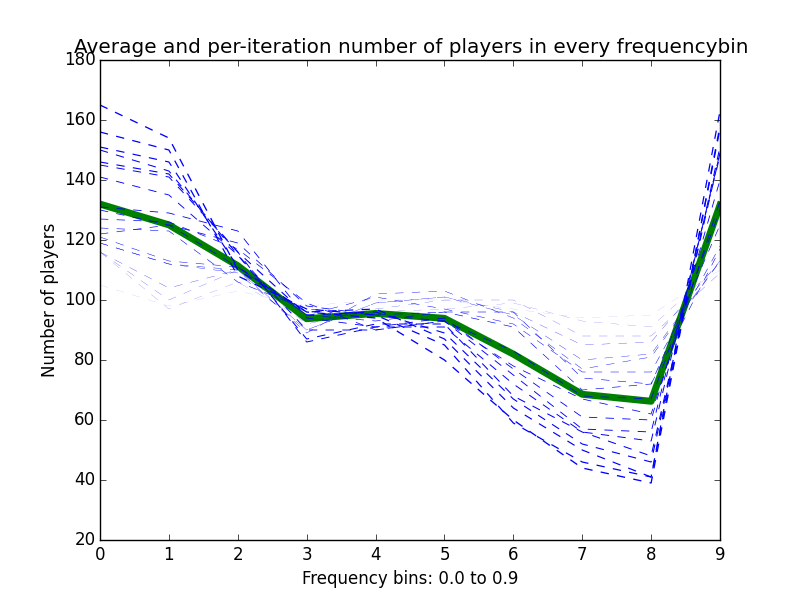 Average and per-iteration number of players in every frequencybin
180
160
140
120
100
80
60
40
20
Number of players
0 1 2 3 4 5 6 7 8 9
Frequency bins: 0.0 to 0.9